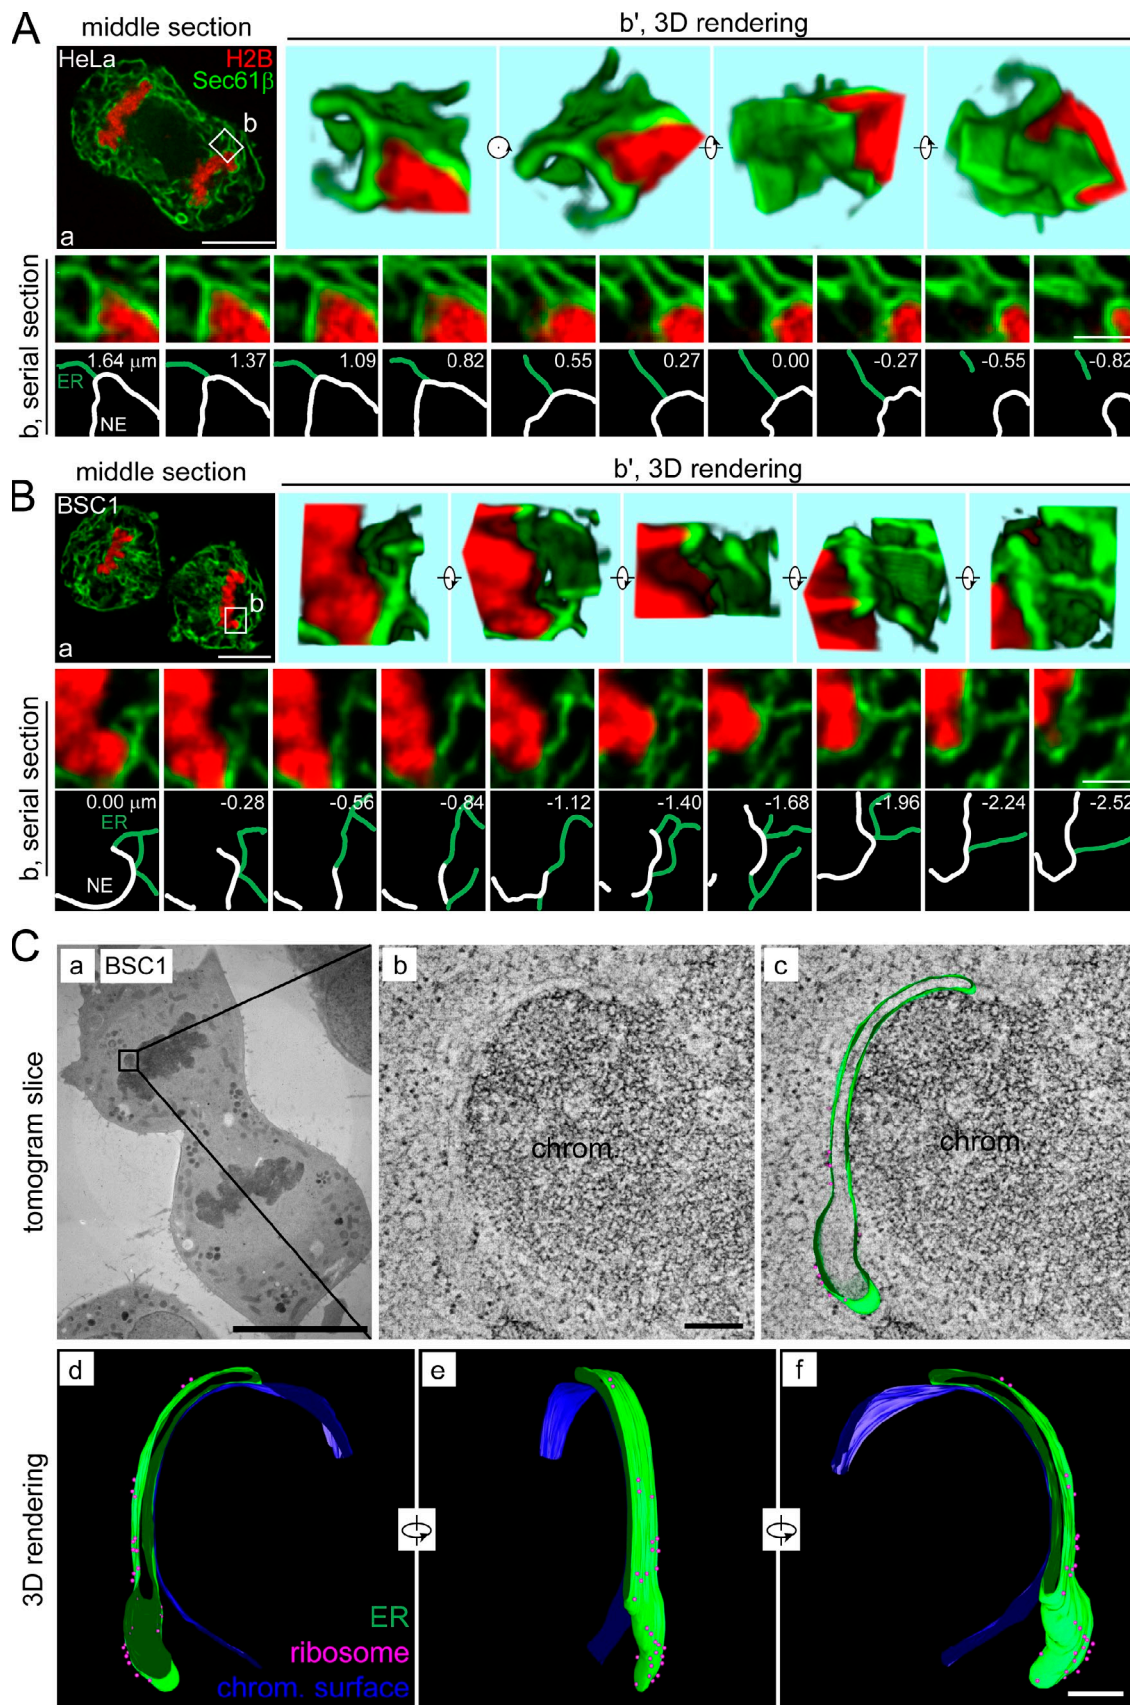 A
middle section
b', 3D rendering
HeLa
H2B
Sec61β
b
a
b, serial section
1.64 μm
1.37
1.09
0.82
0.55
0.27
0.00
-0.27
-0.55
-0.82
ER
NE
B
middle section
b', 3D rendering
BSC1
b
a
b, serial section
0.00 μm
-0.28
-0.56
-0.84
-1.12
-1.40
-1.68
-1.96
-2.24
-2.52
ER
NE
C
tomogram slice
a
BSC1
b
chrom.
c
chrom.
3D rendering
d
e
f
ER
ribosome
chrom. surface